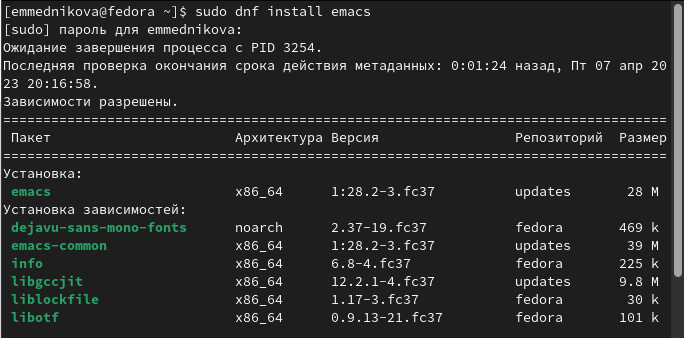 [emmednikova@fedora ~]$ sudo dnf install emacs
[sudo] пароль для emmednikova:
Ожидание завершения процесса с PID 3254.
Последняя проверка окончания срока действия метаданных: 0:01:24 назад, Пт 07 апр 20
23 20:16:58.
Зависимости разрешены.
================================================================================
Пакет Архитектура Версия Репозиторий Размер
================================================================================
Установка:
emacs x86_64 1:28.2-3.fc37 updates 28 M
Установка зависимостей:
dejavu-sans-mono-fonts noarch 2.37-19.fc37 fedora 469 k
emacs-common x86_64 1:28.2-3.fc37 updates 39 M
info x86_64 6.8-4.fc37 fedora 225 k
libgccjit x86_64 12.2.1-4.fc37 updates 9.8 M
liblockfile x86_64 1.17-3.fc37 fedora 30 k
libotf x86_64 0.9.13-21.fc37 fedora 101 k